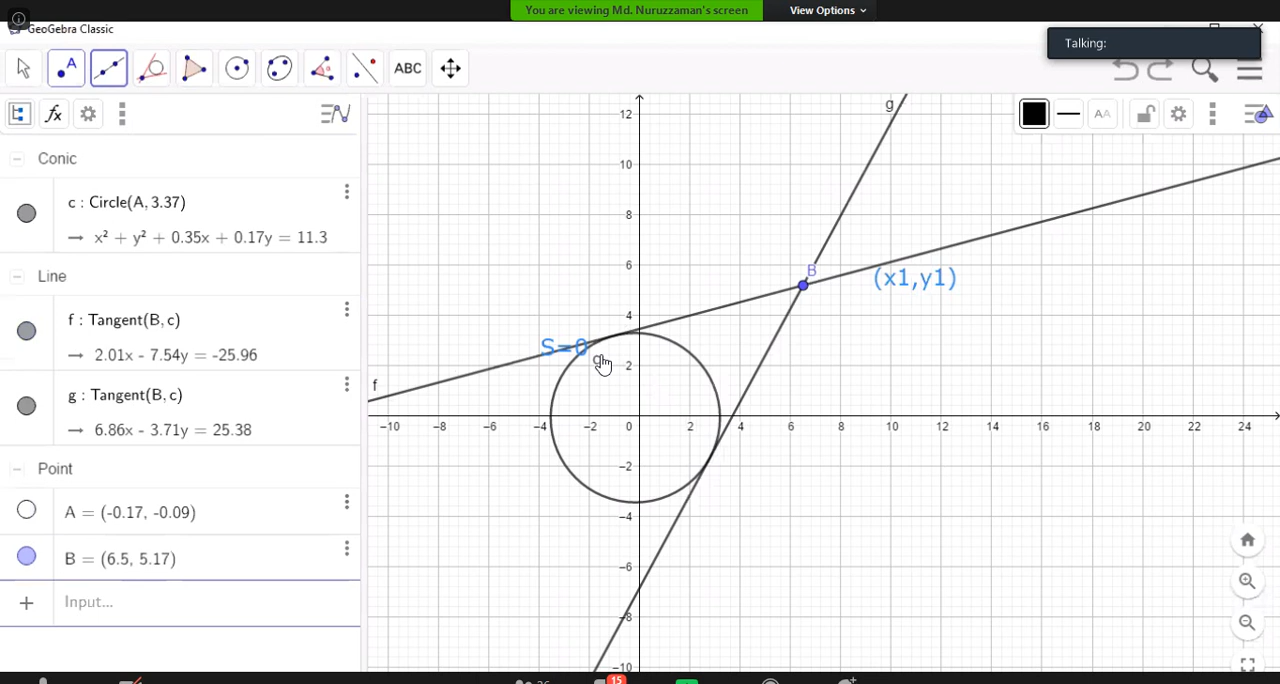 You are viewing Md. Nuruzzaman's screen
View Options
GeoGebra Classic
Talking:
A
ABC
fx
AA
Conic
c : Circle(A, 3.37)
→ x² + y² + 0.35x + 0.17y = 11.3
Line
f : Tangent(B, c)
→ 2.01x - 7.54y = -25.96
g : Tangent(B, c)
→ 6.86x - 3.71y = 25.38
Point
A = (-0.17, -0.09)
B = (6.5, 5.17)
+ Input...
g
12
10
8
6
B
(x1,y1)
4
S=0
c
2
f
-10 -8 -6 -4 -2 0 2 4 6 8 10 12 14 16 18 20 22 24
-2
-4
-6
-8
-10
15